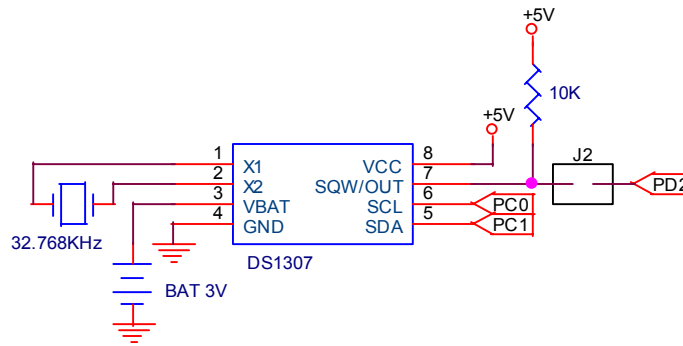 +5V
10K
+5V
J2
1 X1 VCC 8
2 X2 SQW/OUT 7 PD2
3 VBAT SCL 6 PC0
4 GND SDA 5 PC1
32.768KHz
DS1307
BAT 3V